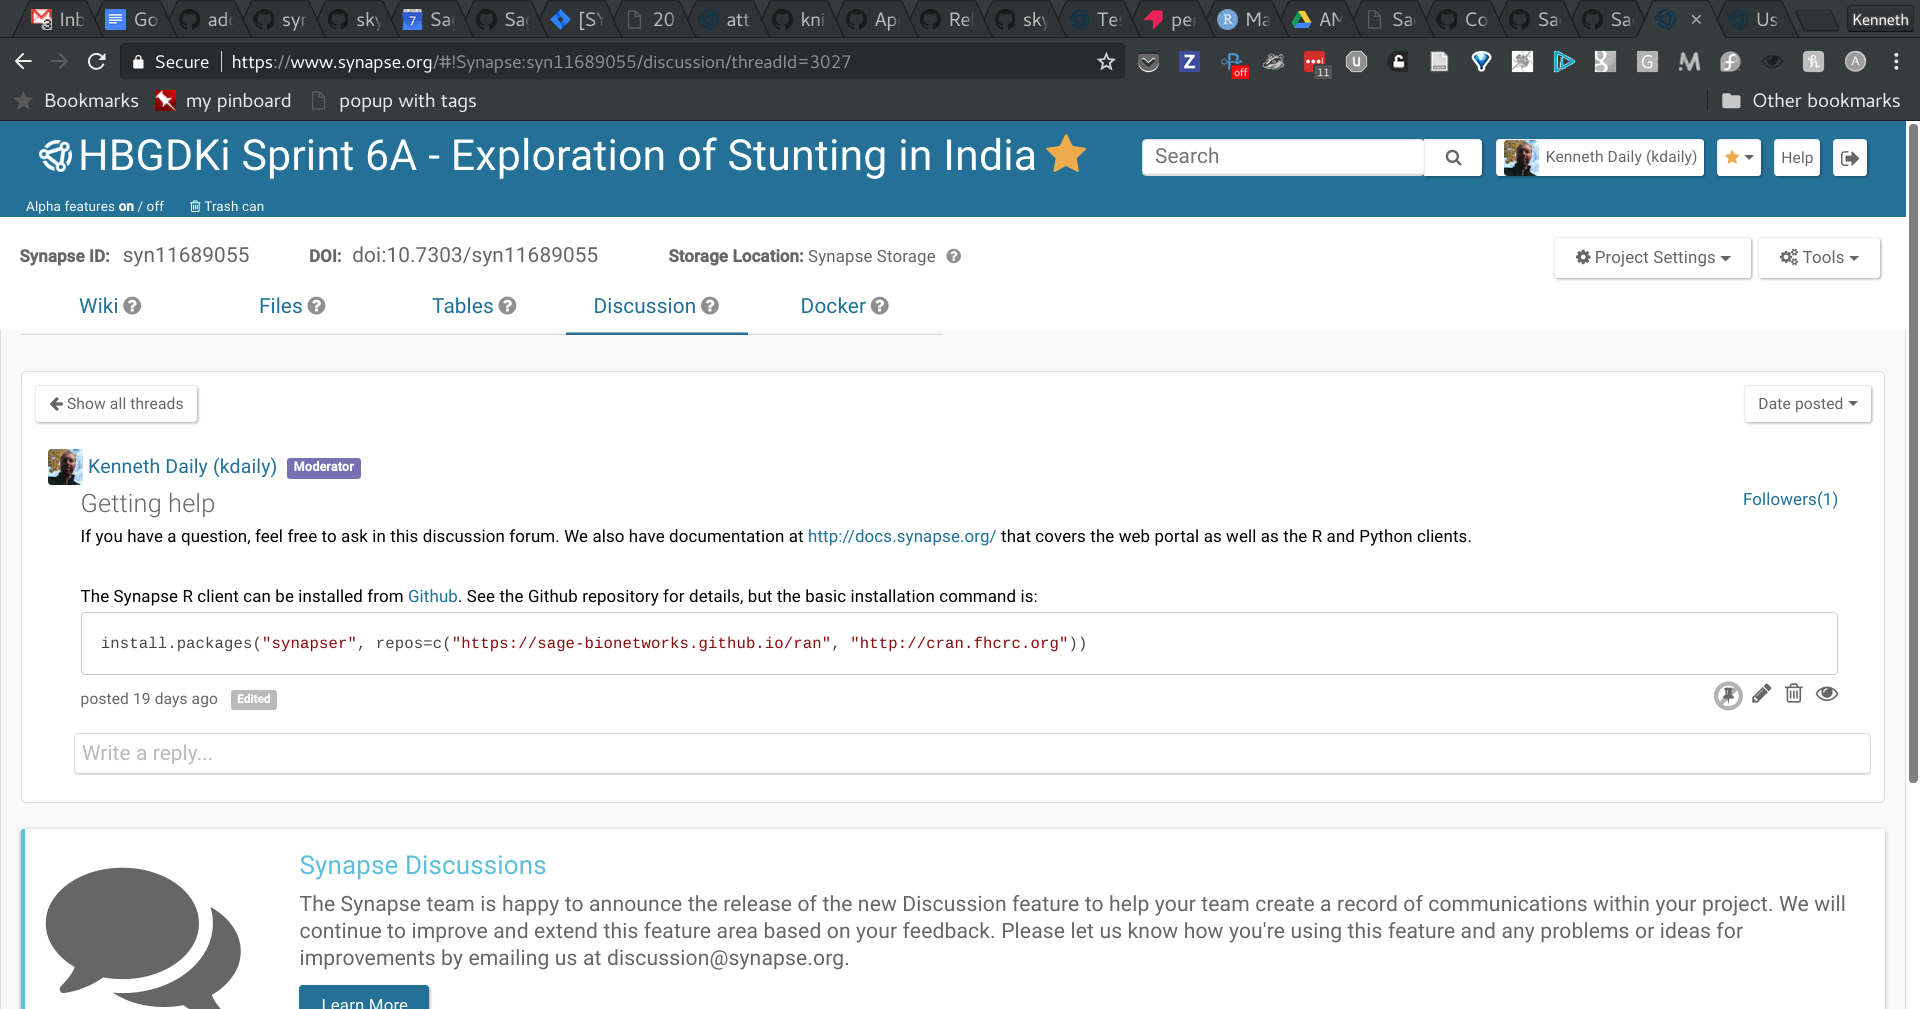 Inb
Go
ado
syn
sky
7
Sa
[SY
20
att
kni
Ap
Rel
sky
Te
per
Ma
AM
Sa
Co
Sa
Sa
Us
Kenneth
Secure
https://www.synapse.org/#!Synapse:syn11689055/discussion/threadId=3027
Z
off
11
Bookmarks
my pinboard
popup with tags
Other bookmarks
HBGDKi Sprint 6A - Exploration of Stunting in India
Search
Kenneth Daily (kdaily)
Help
Alpha features on / off
Trash can
Synapse ID: syn11689055
DOI: doi:10.7303/syn11689055
Storage Location: Synapse Storage
Project Settings
Tools
Wiki
Files
Tables
Discussion
Docker
Show all threads
Date posted
Kenneth Daily (kdaily)
Moderator
Getting help
Followers(1)
If you have a question, feel free to ask in this discussion forum. We also have documentation at http://docs.synapse.org/ that covers the web portal as well as the R and Python clients.
The Synapse R client can be installed from Github. See the Github repository for details, but the basic installation command is:
install.packages("synapser", repos=c("https://sage-bionetworks.github.io/ran", "http://cran.fhcrc.org"))
posted 19 days ago
Edited
Write a reply...
Synapse Discussions
The Synapse team is happy to announce the release of the new Discussion feature to help your team create a record of communications within your project. We will
continue to improve and extend this feature area based on your feedback. Please let us know how you're using this feature and any problems or ideas for
improvements by emailing us at discussion@synapse.org.
Learn More